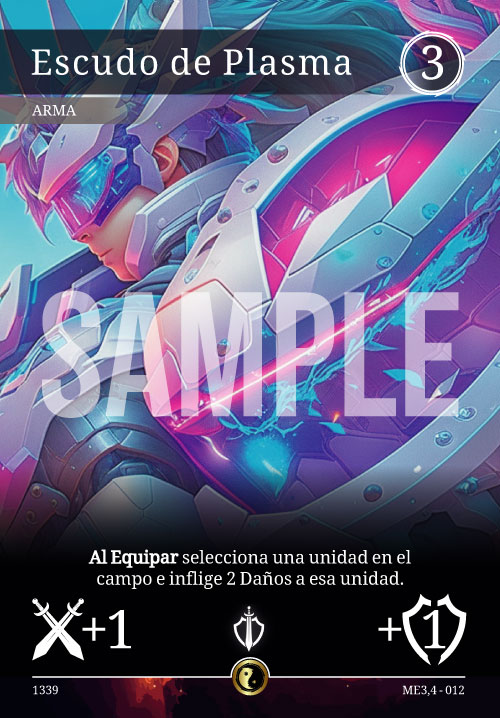 Escudo de Plasma
3
ARMA
SAMPLE
Al Equipar selecciona una unidad en el
campo e inflige 2 Daños a esa unidad.
+1
+1
1339
ME3,4 - 012